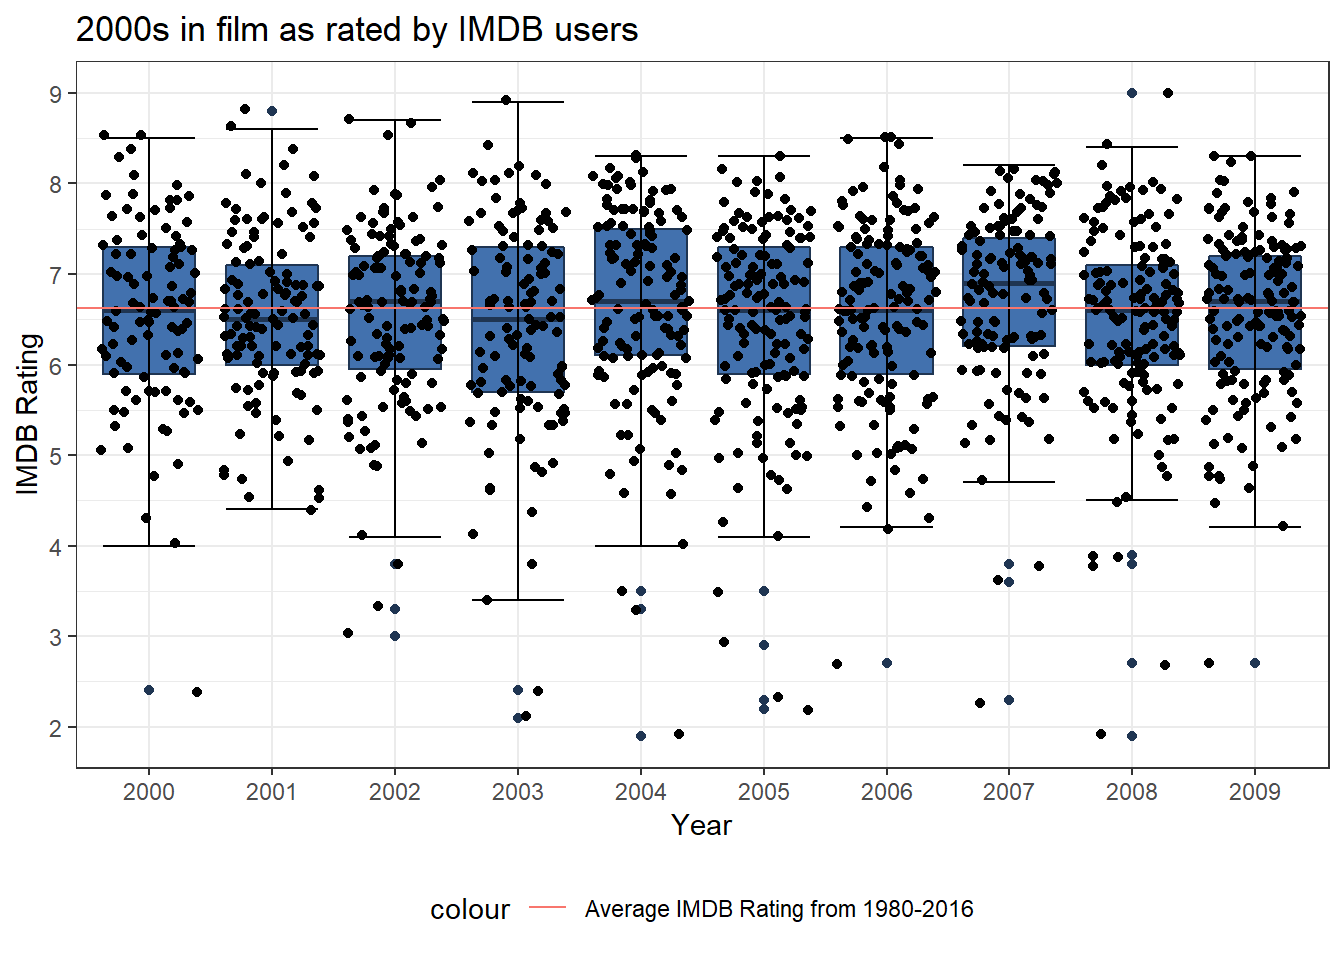 2000s in film as rated by IMDB users
9
8
7
6
5
4
3
2
IMDB Rating
2000 2001 2002 2003 2004 2005 2006 2007 2008 2009
Year
colour Average IMDB Rating from 1980-2016